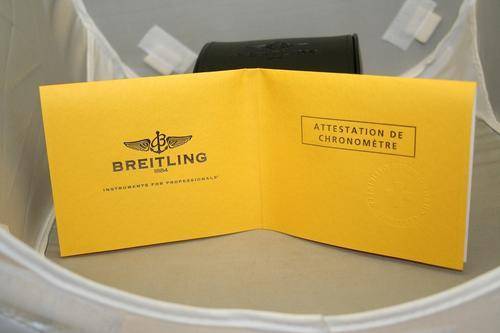 BREITLING
1884
INSTRUMENTS FOR PROFESSIONALS
ATTESTATION DE
CHRONOMÈTRE